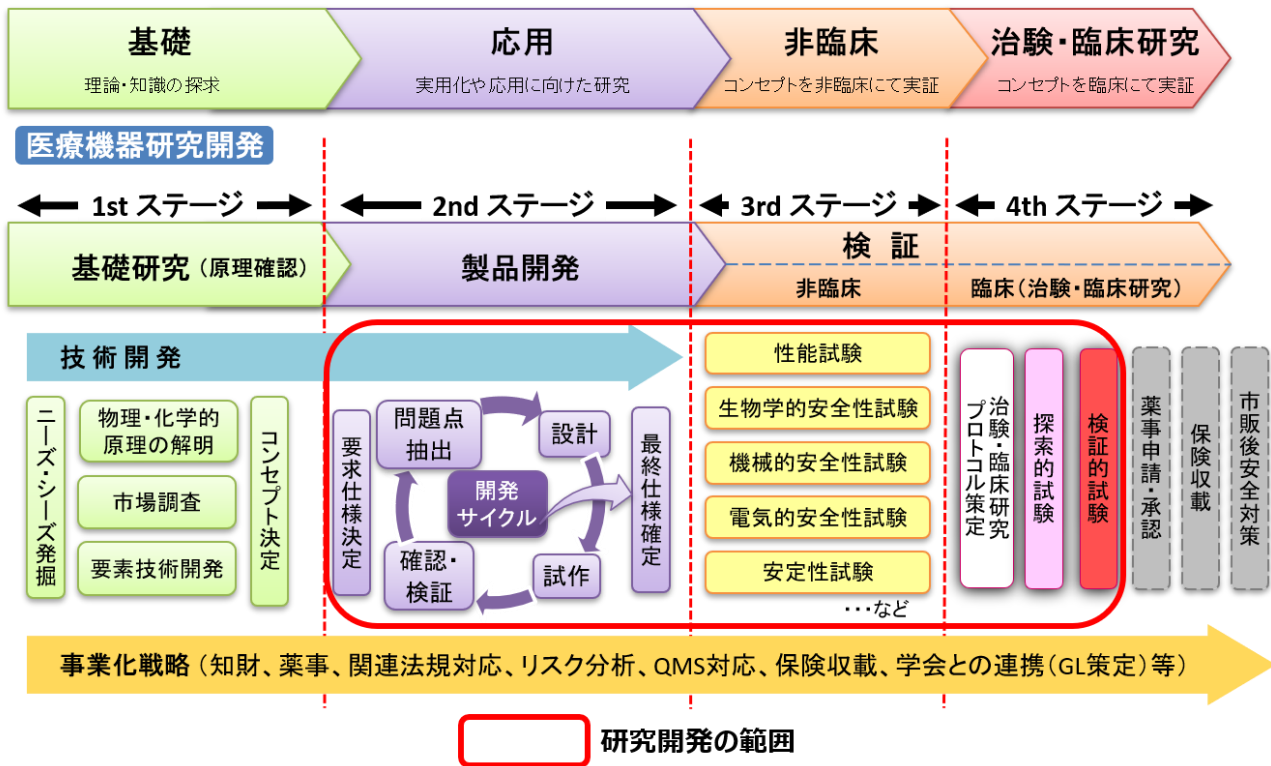 基礎
理論・知識の探求
応用
実用化や応用に向けた研究
非臨床
コンセプトを非臨床にて実証
治験・臨床研究
コンセプトを臨床にて実証
医療機器研究開発
1st ステージ
2nd ステージ
3rd ステージ
4th ステージ
基礎研究（原理確認）
製品開発
検 証
非臨床
臨床（治験・臨床研究）
技術開発
ニーズ・シーズ発掘
物理・化学的
原理の解明
市場調査
要素技術開発
コンセプト決定
要求仕様決定
問題点
抽出
設計
開発
サイクル
確認・
検証
試作
最終仕様確定
性能試験
生物学的安全性試験
機械的安全性試験
電気的安全性試験
安定性試験
・・・など
治験・臨床研究
プロトコル策定
探索的試験
検証的試験
薬事申請・承認
保険収載
市販後安全対策
事業化戦略（知財、薬事、関連法規対応、リスク分析、QMS対応、保険収載、学会との連携（GL策定）等）
研究開発の範囲